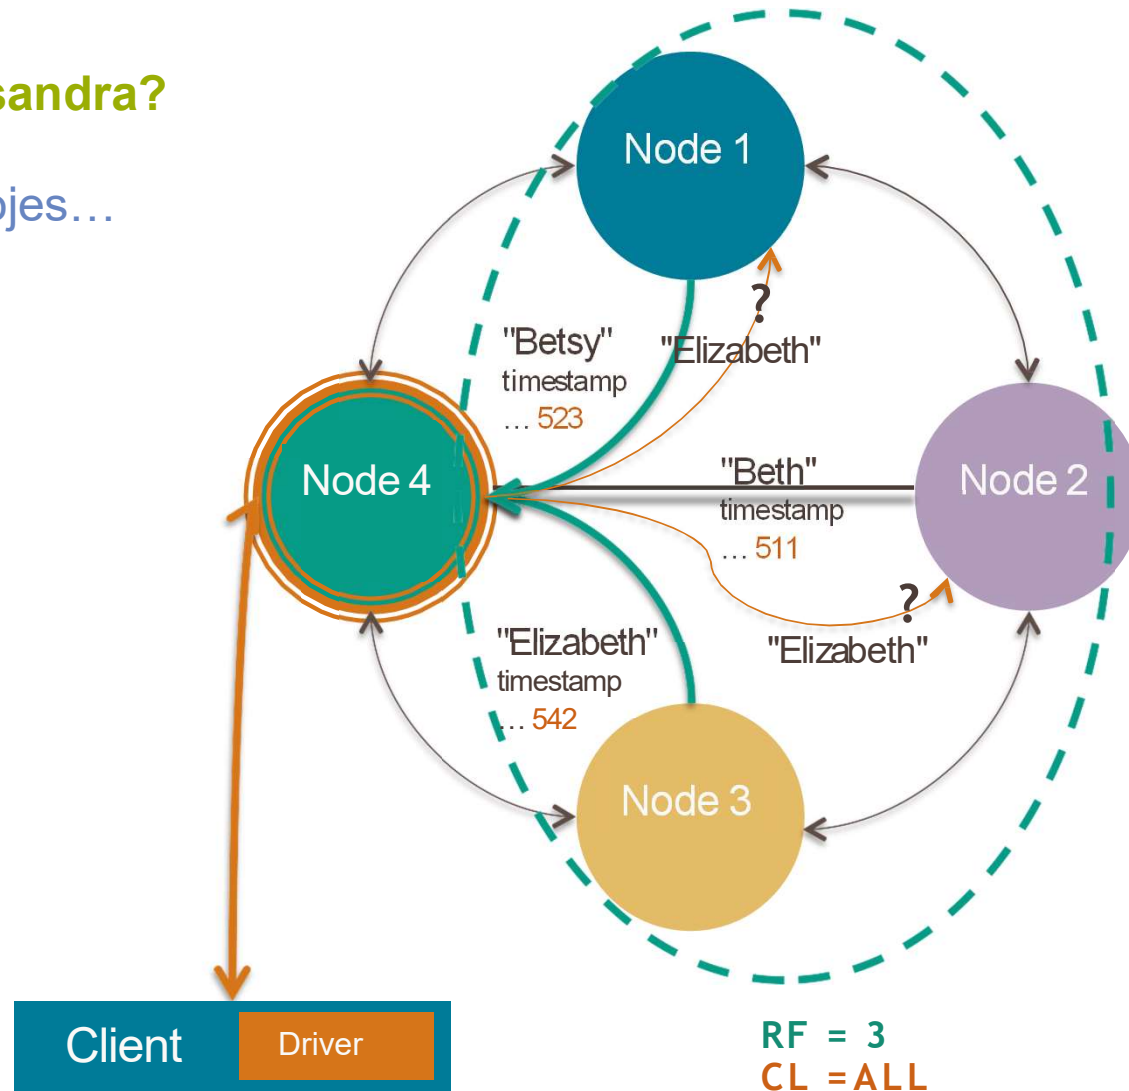 sandra?
ojes…
Node 1
?
"Betsy"
"Elizabeth"
timestamp
… 523
Node 4
"Beth"
Node 2
timestamp
… 511
?
"Elizabeth"
"Elizabeth"
timestamp
… 542
Node 3
Client
Driver
RF = 3
CL =ALL